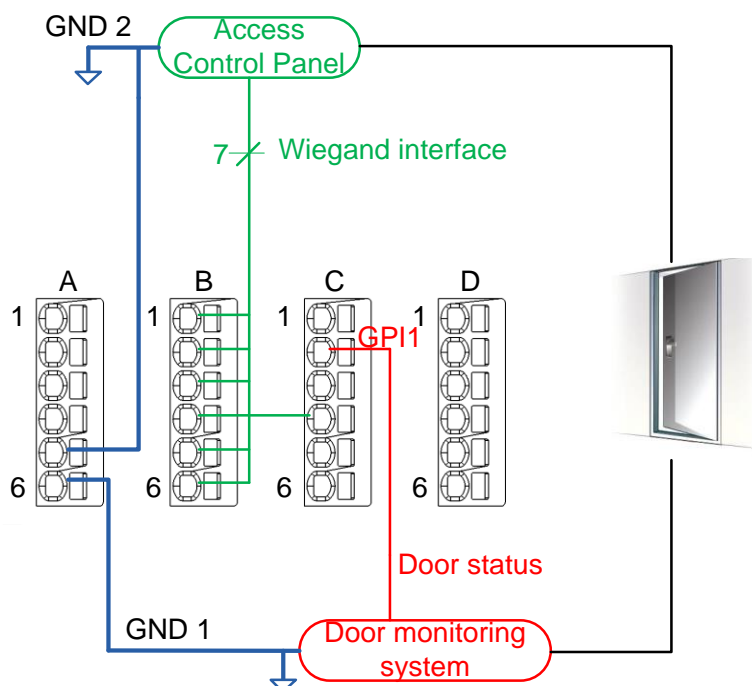 GND 2
Access
Control Panel
7
Wiegand interface
A
B
C
D
1
1
1
1
GPI1
6
6
6
6
Door status
GND 1
Door monitoring
system